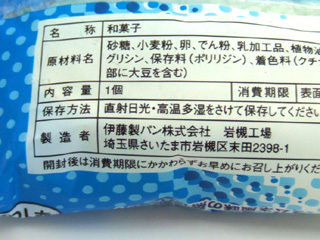 名 称 和菓子
原材料名 砂糖、小麦粉、卵、でん粉、乳加工品、植物油
グリシン、保存料(ポリリジン)、着色料(クチ
部に大豆を含む)
内 容 量 1個 消費期限 表面
保存方法 直射日光・高温多湿をさけて保存してください
製 造 者 伊藤製パン株式会社 岩槻工場
埼玉県さいたま市岩槻区末田2398-1
開封後は消費期限にかかわらずお早めにお召し上がりくだ